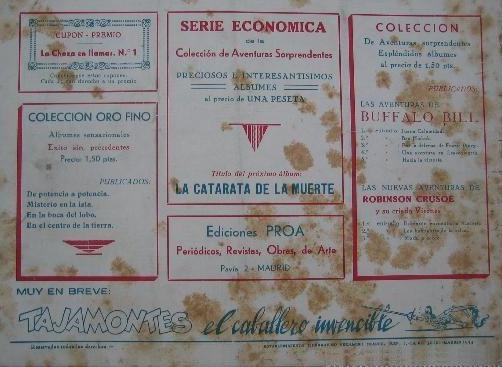 CUPON - PREMIO
La Choza en llamas. N.º 1
COLECCION ORO FINO
Albumes sensacionales
Exito sin precedentes
Precio: 1,50 ptas.
PUBLICADOS:
De potencia a potencia.
Misterio en la isla.
En la boca del lobo.
En el centro de la tierra.
SERIE ECONOMICA
de la
Colección de Aventuras Sorprendentes
PRECIOSOS E INTERESANTISIMOS
ALBUMES
al precio de UNA PESETA
Título del próximo álbum:
LA CATARATA DE LA MUERTE
Ediciones PROA
Periódicos, Revistas, Obras, de Arte
Pavía 2 - MADRID
COLECCION
De Aventuras sorprendentes
Espléndidos álbumes
al precio de 1,50 pts.
PUBLICADOS:
LAS AVENTURAS DE
BUFFALO BILL
LAS NUEVAS AVENTURAS DE
ROBINSON CRUSOE
y su criado Viernes
MUY EN BREVE:
TAJAMONTES el caballero invencible